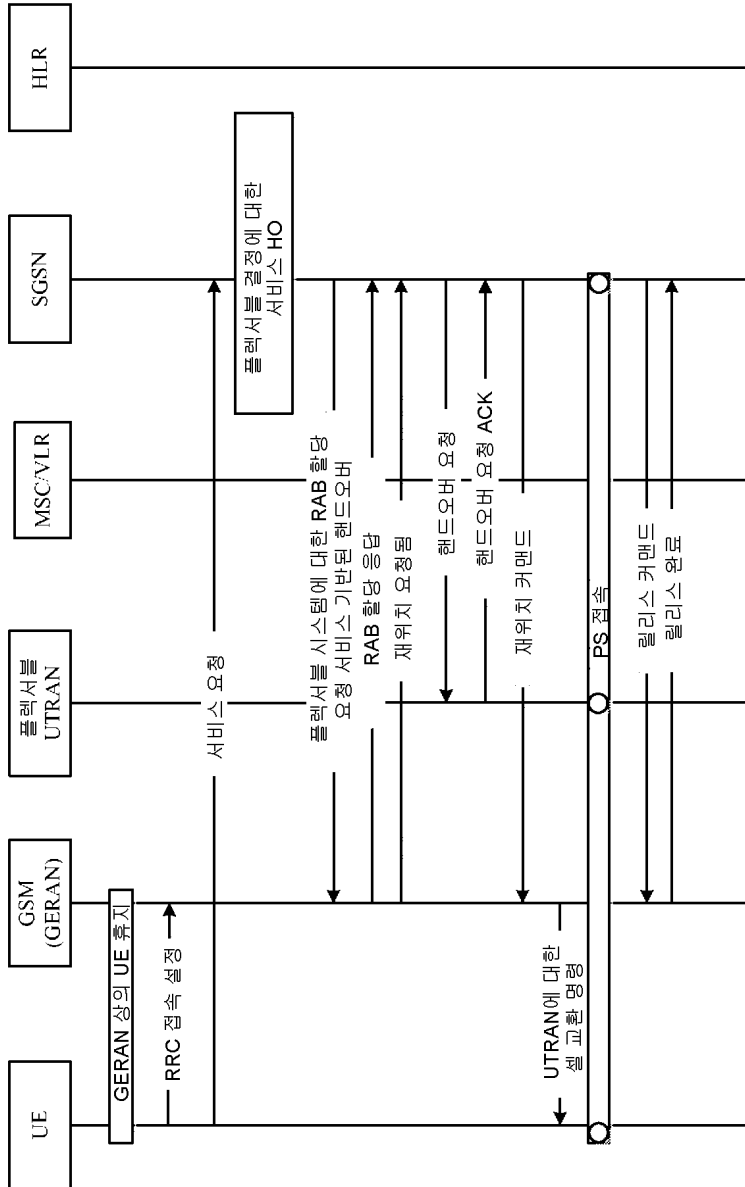 UE
GSM
(GERAN)
플렉서블
UTRAN
MSC/VLR
SGSN
HLR
GERAN 상의 UE 휴지
RRC 접속 설정
서비스 요청
플렉서블 결정에 대한
서비스 HO
플렉서블 시스템에 대한 RAB 할당
요청 서비스 기반된 핸드오버
RAB 할당 응답
재위치 요청됨
핸드오버 요청
핸드오버 요청 ACK
재위치 커맨드
UTRAN에 대한
셀 교환 명령
PS 접속
릴리스 커맨드
릴리스 완료